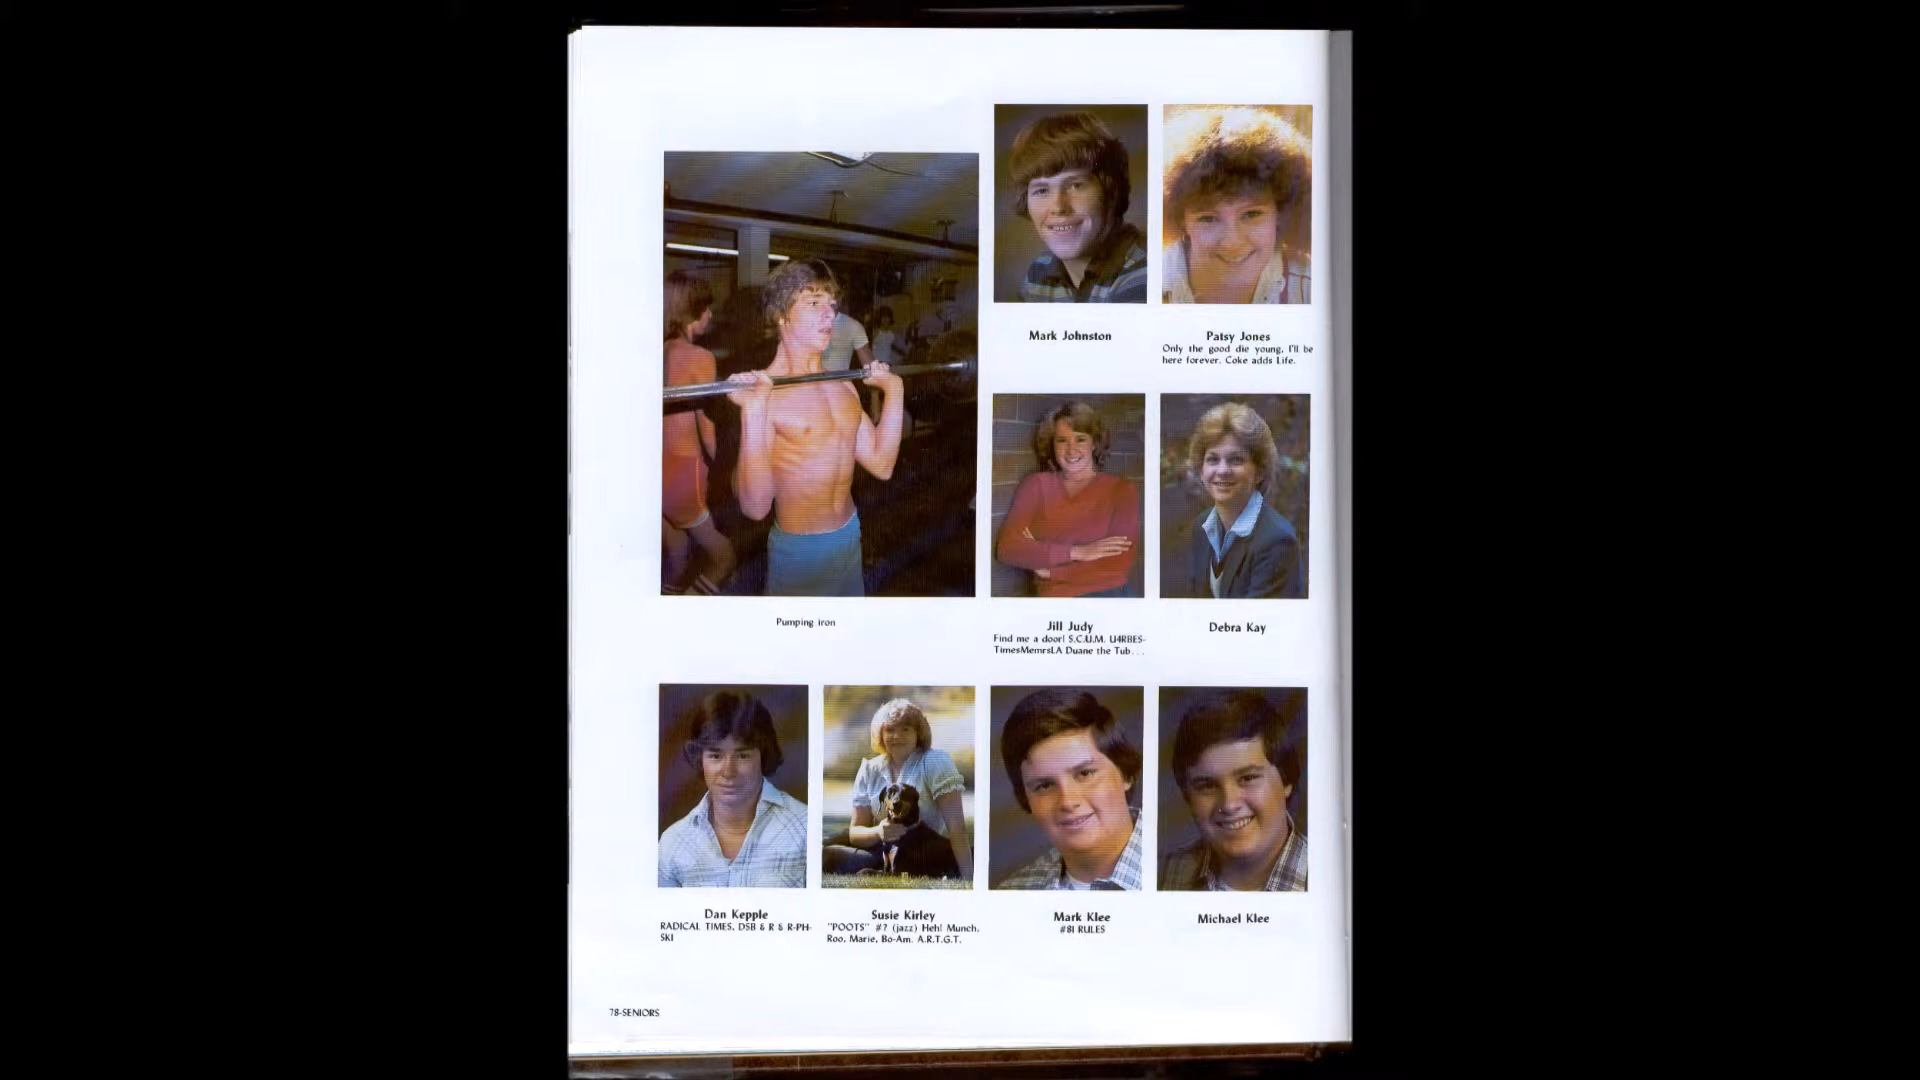 Mark Johnston
Patsy Jones
Only the good die young, I'll be
here forever. Coke adds Life.
Pumping iron
Jill Judy
Find me a door! S.C.U.M. U4RBES-
TimesMemrsLA Duane the Tub...
Debra Kay
Dan Kepple
RADICAL TIMES, DSB & R & R-PH-
SKI
Susie Kirley
"POOTS" #? (jazz) Heh! Munch,
Roo, Marie, Bo-Am. A.R.T.G.T.
Mark Klee
#81 RULES
Michael Klee
78-SENIORS